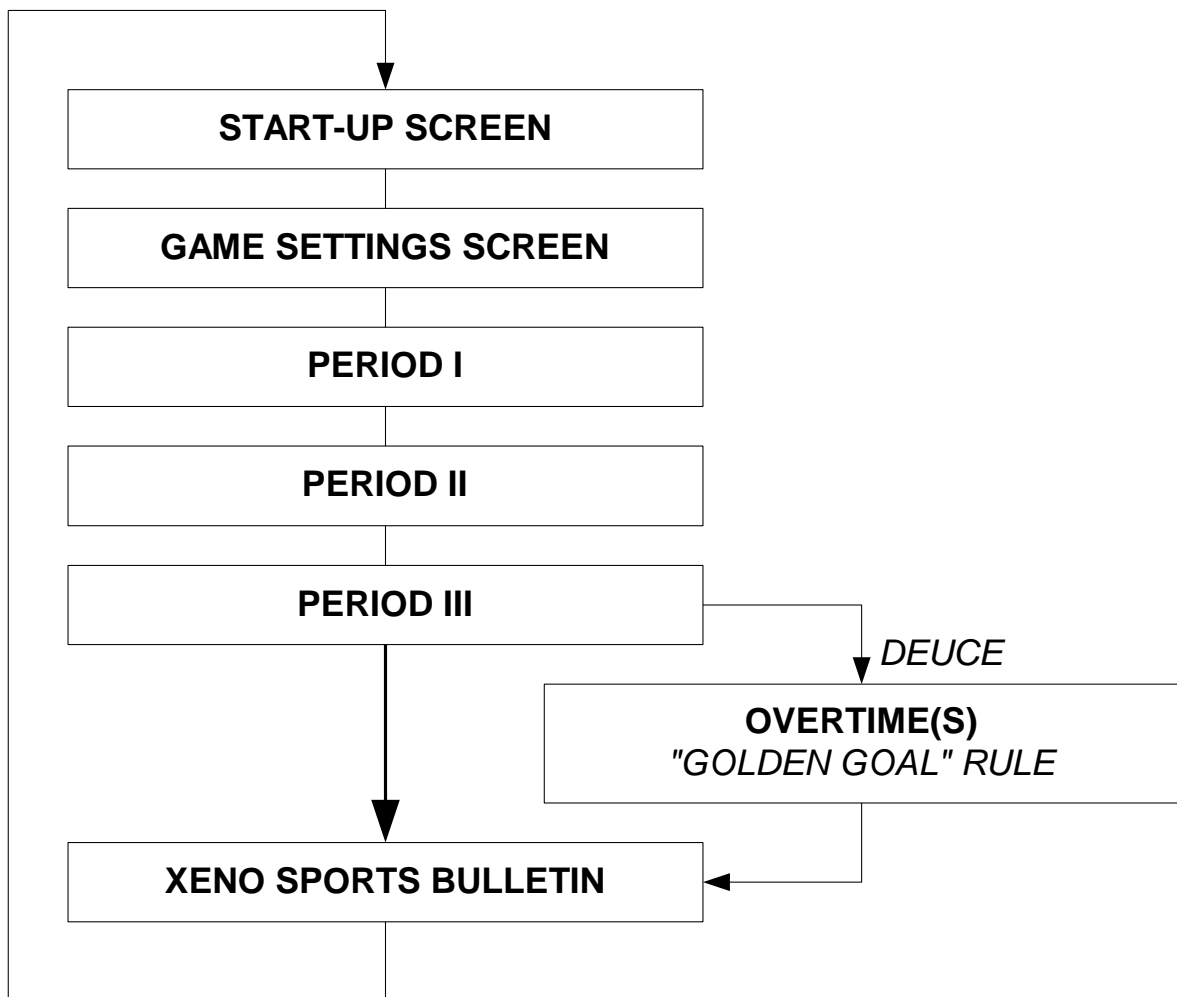 START-UP SCREEN
GAME SETTINGS SCREEN
PERIOD I
PERIOD II
PERIOD III
DEUCE
OVERTIME(S)
"GOLDEN GOAL" RULE
XENO SPORTS BULLETIN